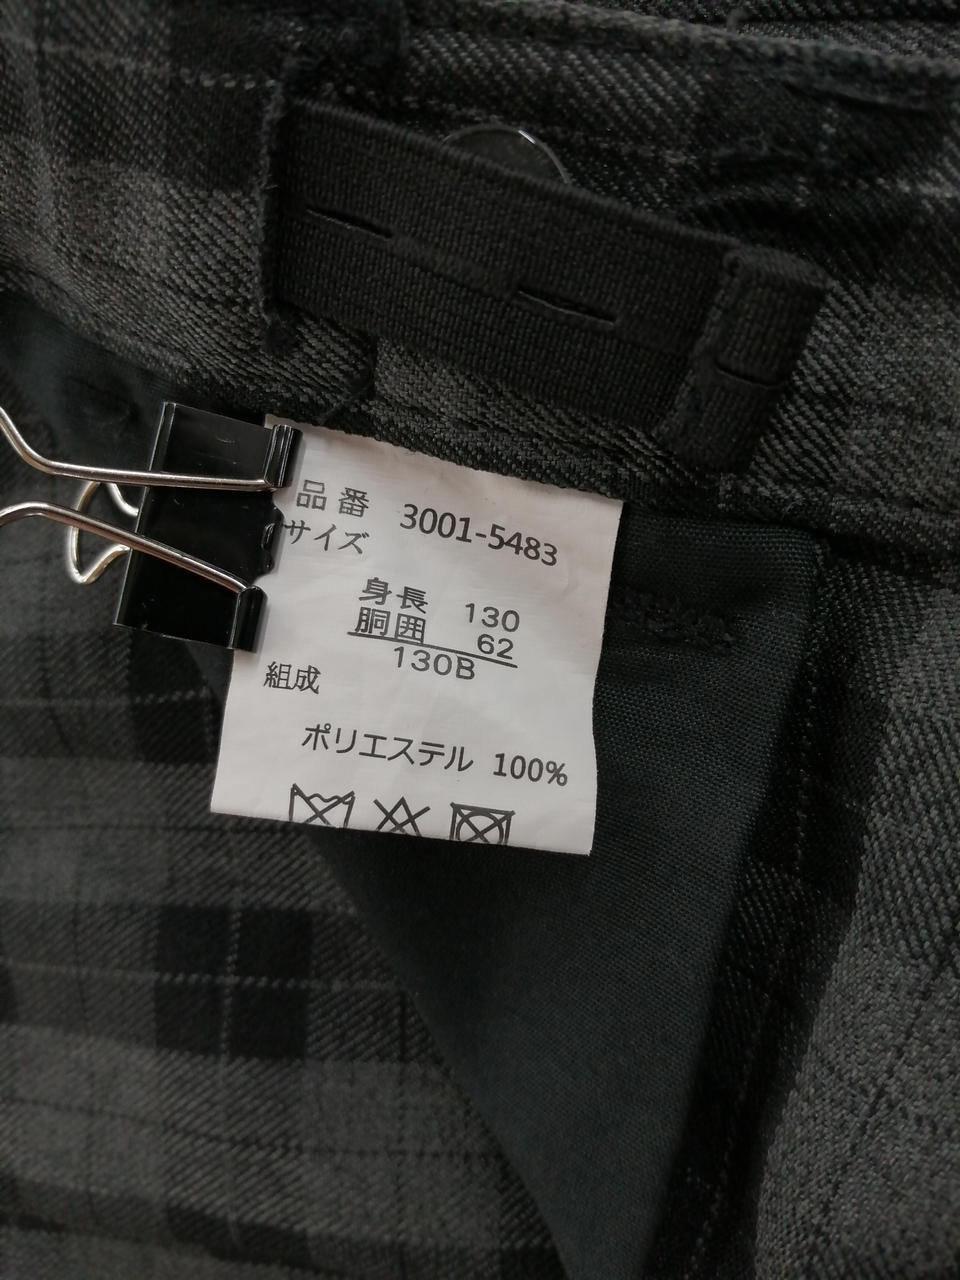 品番 3001-5483
サイズ
身長 130
胴囲 62
130B
組成
ポリエステル 100%